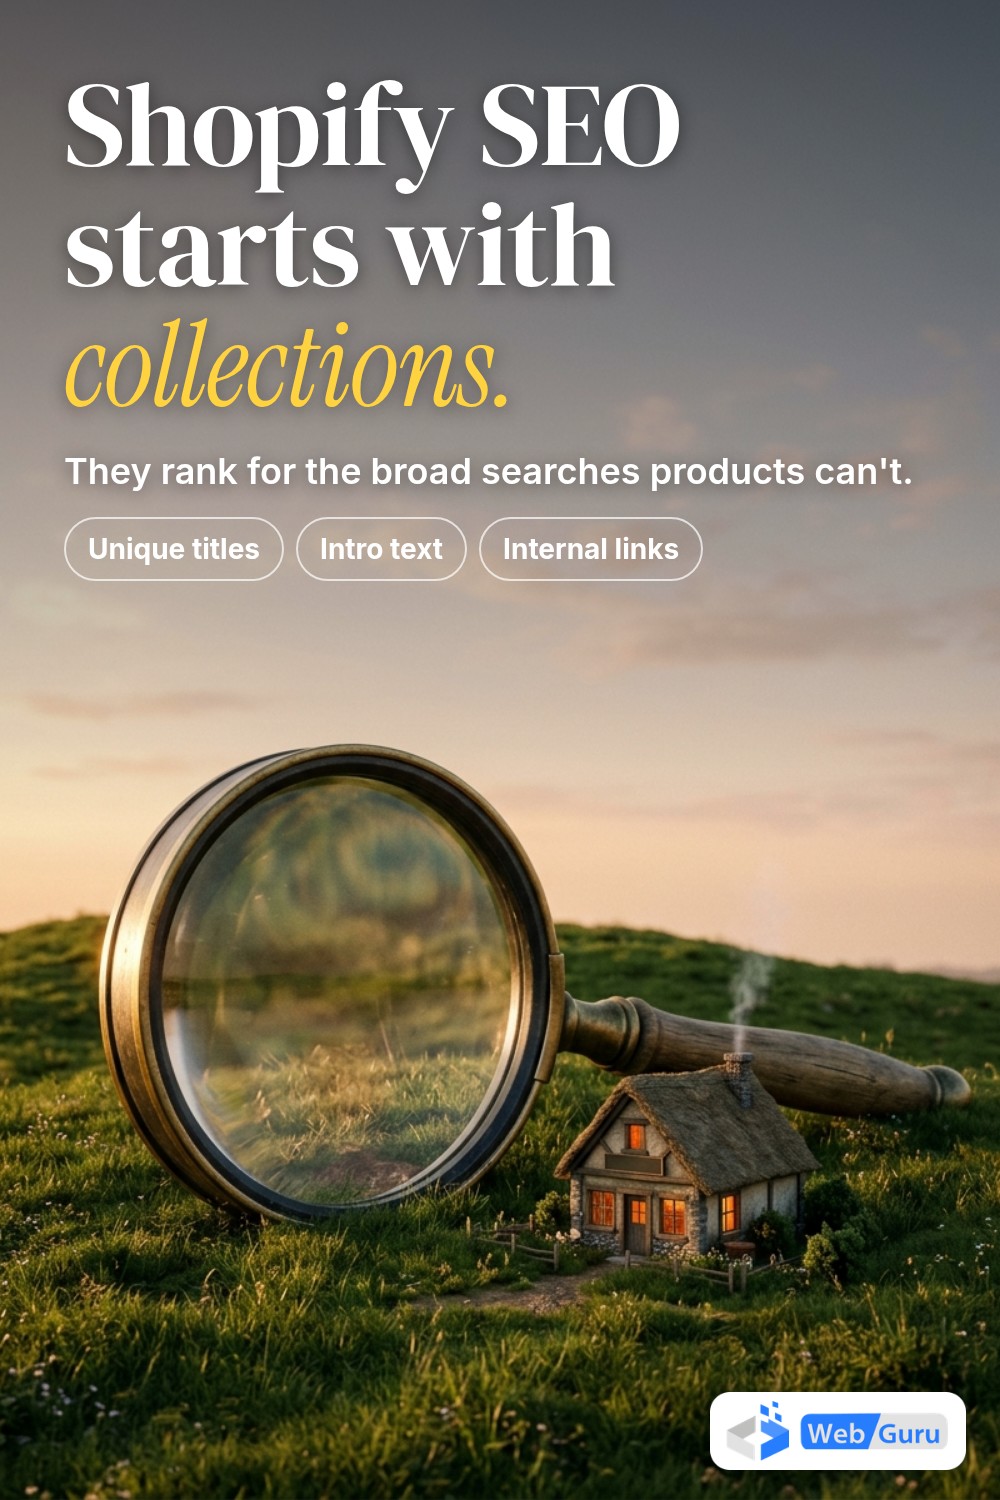 Shopify SEO
starts with
collections.
They rank for the broad searches products can't.
Unique titles
Intro text
Internal links
Web Guru